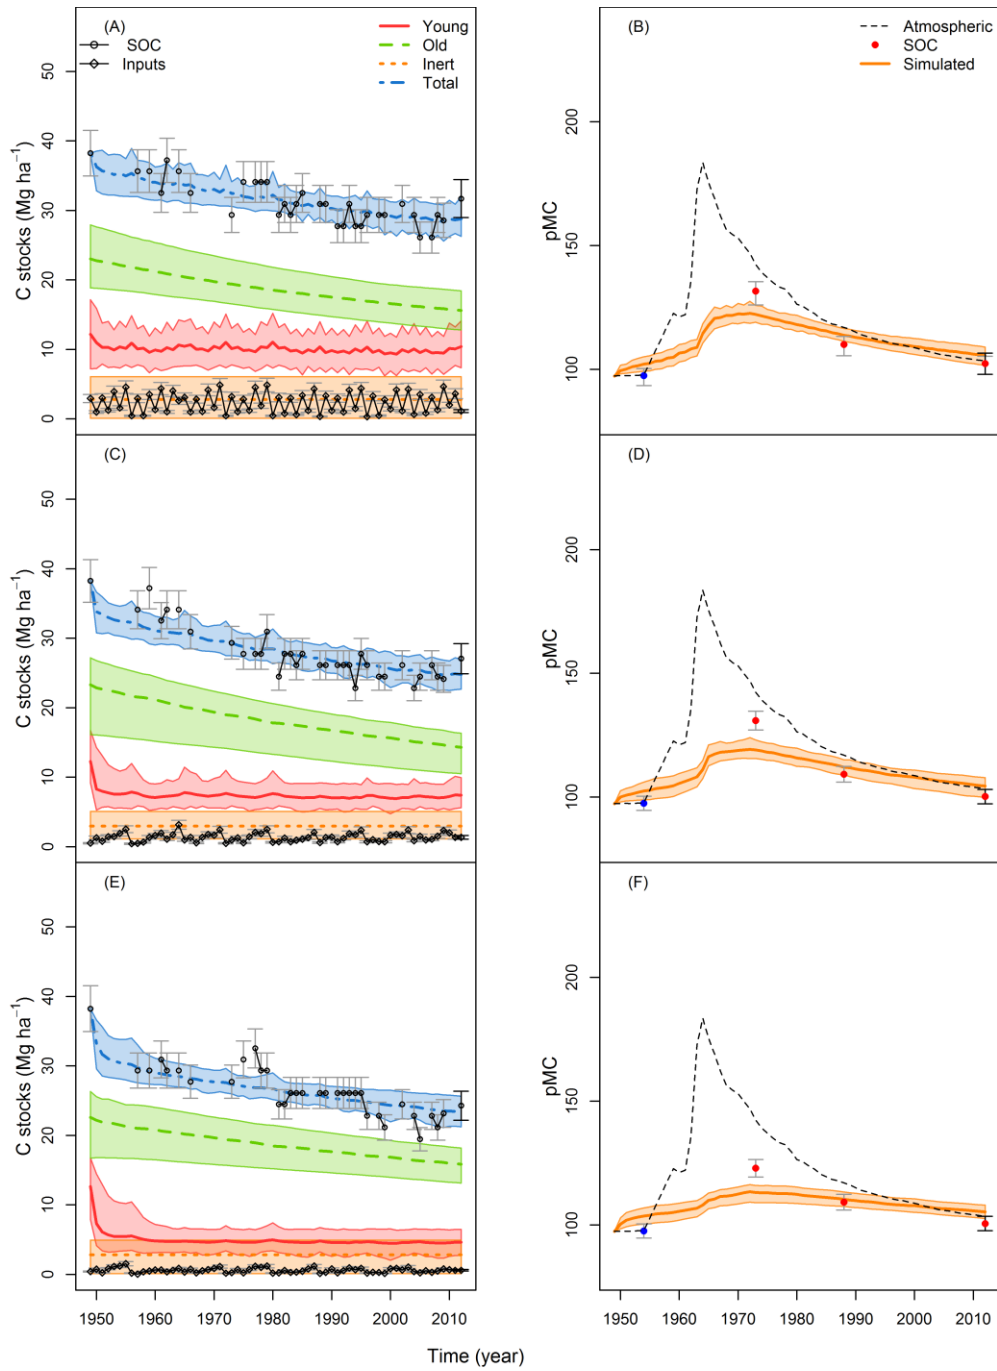 (A)
Young
Old
Inert
Total
SOC
Inputs
C stocks (Mg ha⁻¹)
50
40
30
20
10
0
(B)
Atmospheric
SOC
Simulated
pMC
200
150
100
(C)
C stocks (Mg ha⁻¹)
50
40
30
20
10
0
(D)
pMC
200
150
100
(E)
C stocks (Mg ha⁻¹)
50
40
30
20
10
0
1950 1960 1970 1980 1990 2000 2010
(F)
pMC
200
150
100
1950 1960 1970 1980 1990 2000 2010
Time (year)